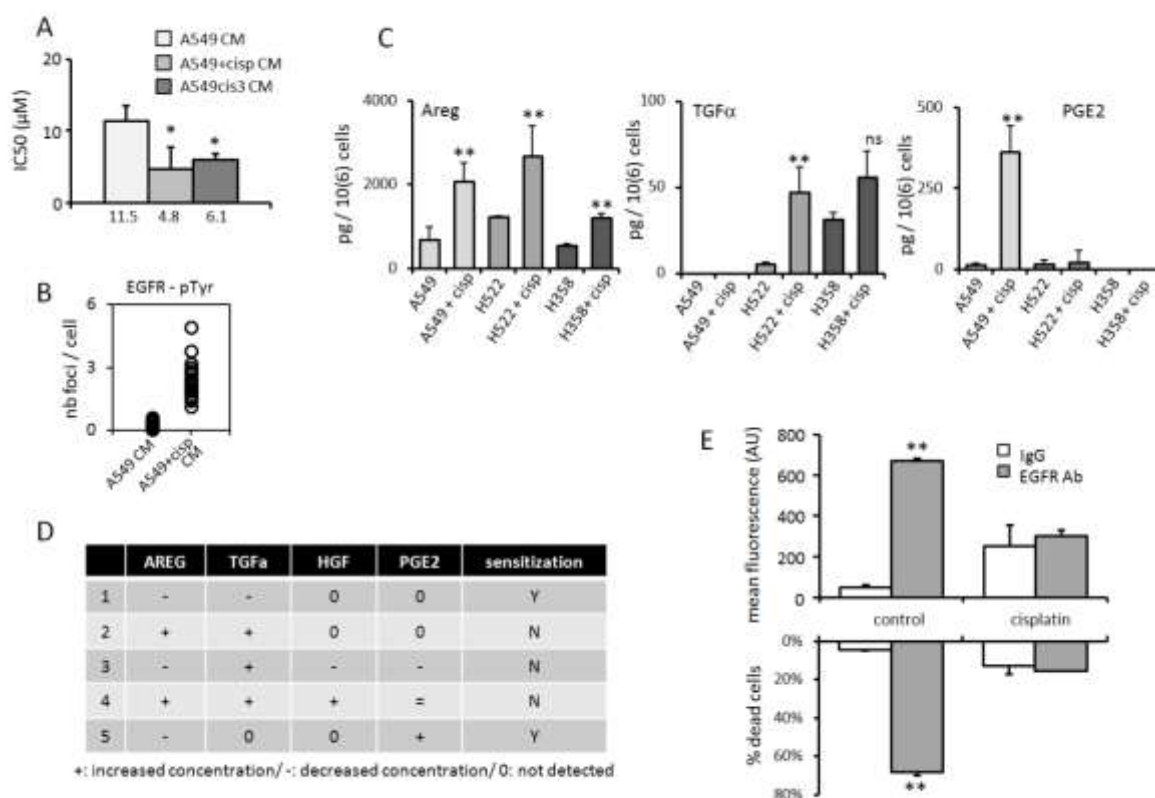 A
A549 CM
A549+cisp CM
A549cis3 CM
IC50 (µM)
20
10
0
*
*
11.5 4.8 6.1
B
EGFR - pTyr
nb foci / cell
6
3
0
A549 CM
A549+cisp CM
C
Areg
pg / 10(6) cells
4000
2000
0
**
**
**
A549
A549 + cisp
H522
H522 + cisp
H358
H358+ cisp
TGFα
pg / 10(6) cells
100
50
0
**
ns
A549
A549 + cisp
H522
H522 + cisp
H358
H358+ cisp
PGE2
pg / 10(6) cells
500
250
0
**
A549
A549 + cisp
H522
H522 + cisp
H358
H358+cisp
D
AREG TGFa HGF PGE2 sensitization
1 - - 0 0 Y
2 + + 0 0 N
3 - + - - N
4 + + + = N
5 - 0 0 + Y
+: increased concentration/ -: decreased concentration/ 0: not detected
E
IgG
EGFR Ab
mean fluorescence (AU)
800
600
400
200
0
**
control cisplatin
% dead cells
0%
20%
40%
60%
80%
**